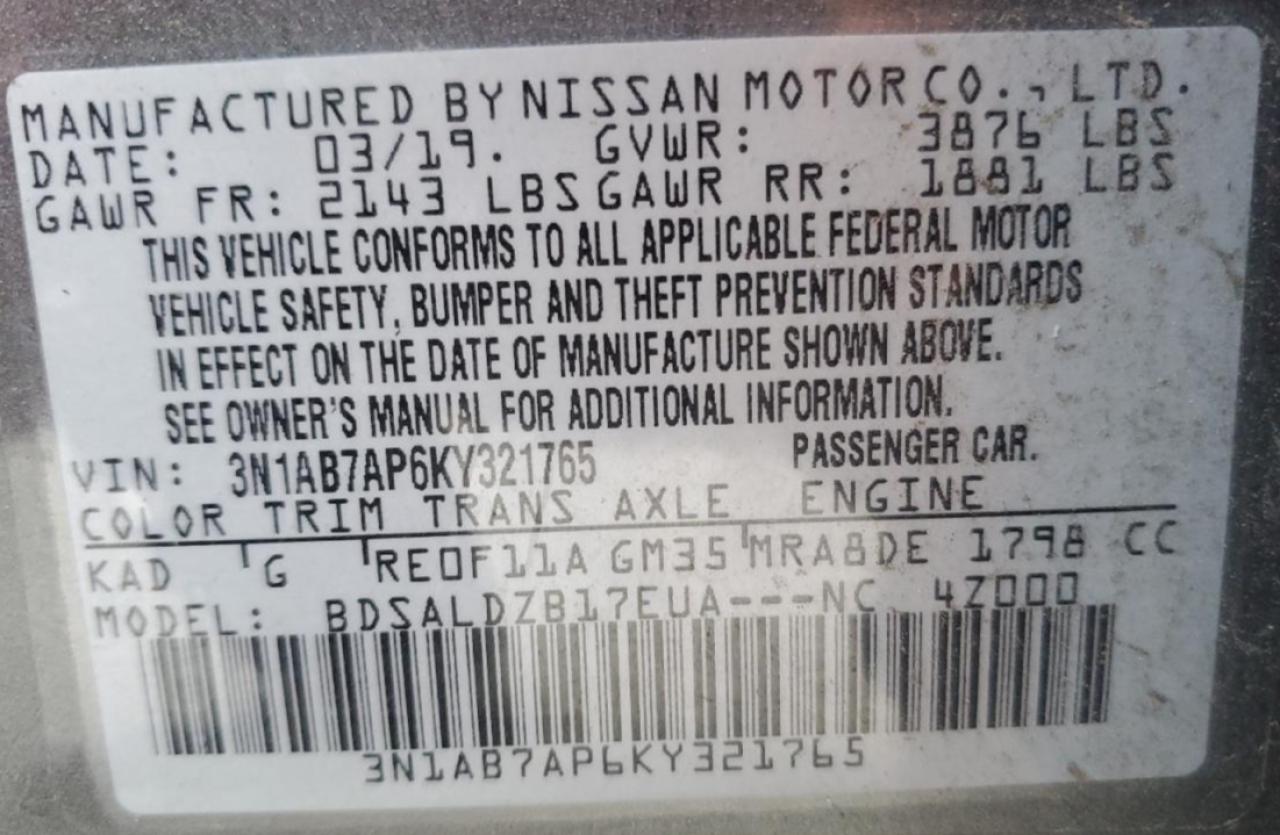 MANUFACTURED BY NISSAN MOTOR CO., LTD.
DATE: 03/19. GVWR: 3876 LBS
GAWR FR: 2143 LBS GAWR RR: 1881 LBS
THIS VEHICLE CONFORMS TO ALL APPLICABLE FEDERAL MOTOR
VEHICLE SAFETY, BUMPER AND THEFT PREVENTION STANDARDS
IN EFFECT ON THE DATE OF MANUFACTURE SHOWN ABOVE.
SEE OWNER'S MANUAL FOR ADDITIONAL INFORMATION.
VIN: 3N1AB7AP6KY321765 PASSENGER CAR.
COLOR TRIM TRANS AXLE ENGINE
KAD G RE0F11A GM35 MRA8DE 1798 CC
MODEL: BDSALDZB17EUA---NC 4Z000
3N1AB7AP6KY321765